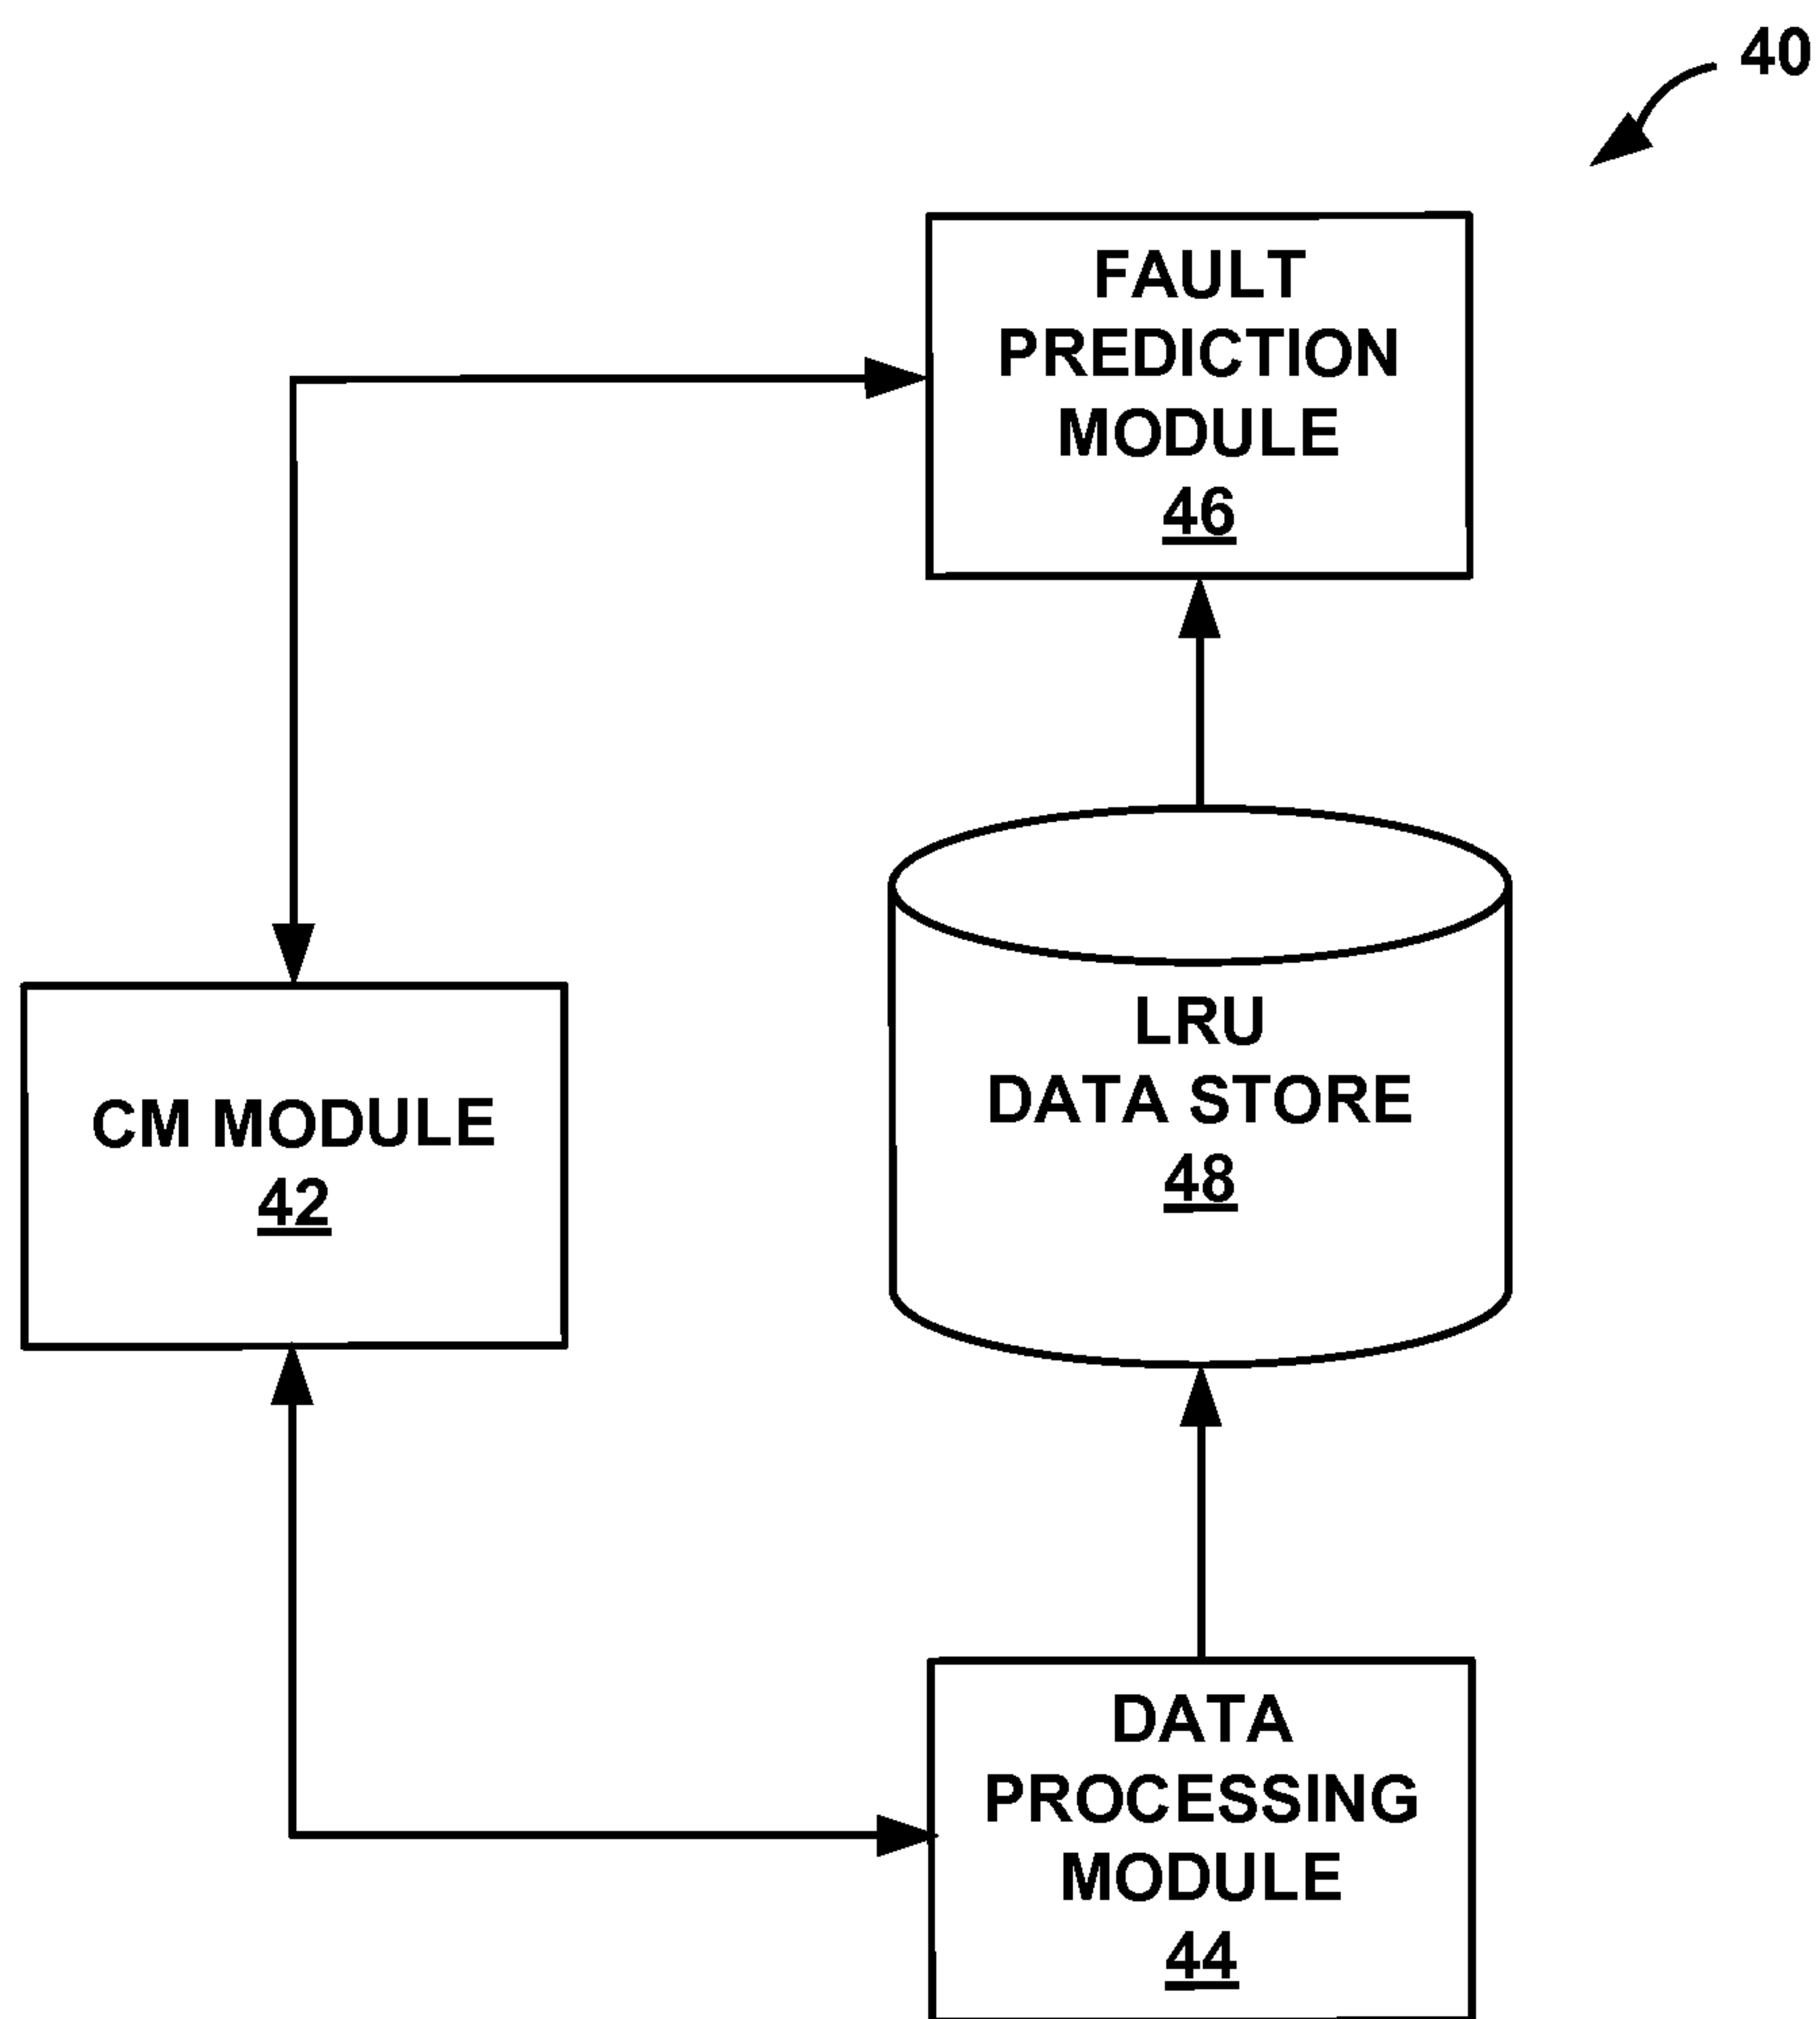 40
FAULT
PREDICTION
MODULE
46
LRU
DATA STORE
48
CM MODULE
42
DATA
PROCESSING
MODULE
44